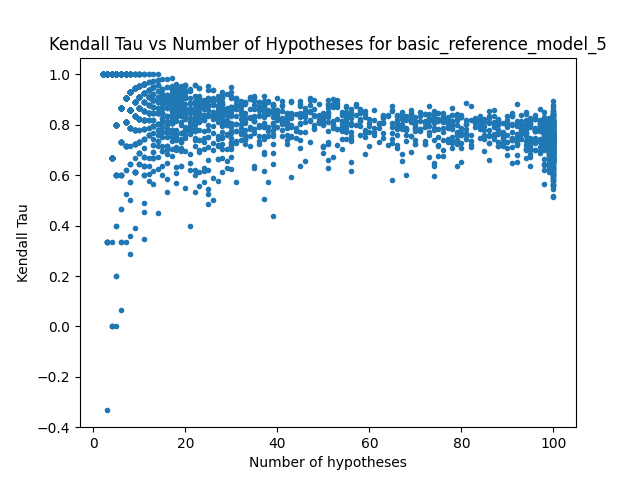 Kendall Tau vs Number of Hypotheses for basic_reference_model_5
Kendall Tau
1.0
0.8
0.6
0.4
0.2
0.0
−0.2
−0.4
0 20 40 60 80 100
Number of hypotheses